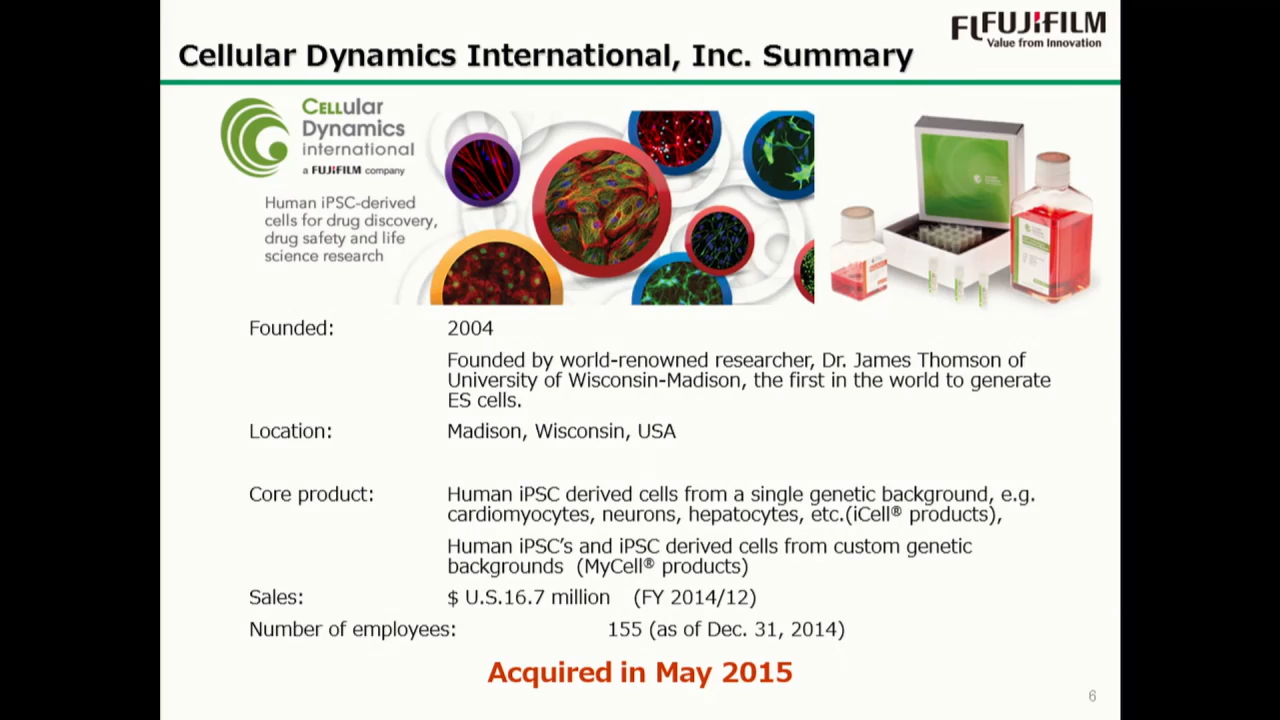 Cellular Dynamics International, Inc. Summary
FUJIFILM
Value from Innovation
CELLular
Dynamics
international
a FUJIFILM company
Human iPSC-derived
cells for drug discovery,
drug safety and life
science research
Founded: 2004
Founded by world-renowned researcher, Dr. James Thomson of
University of Wisconsin-Madison, the first in the world to generate
ES cells.
Location: Madison, Wisconsin, USA
Core product: Human iPSC derived cells from a single genetic background, e.g.
cardiomyocytes, neurons, hepatocytes, etc.(iCell® products),
Human iPSC’s and iPSC derived cells from custom genetic
backgrounds (MyCell® products)
Sales: $ U.S.16.7 million (FY 2014/12)
Number of employees: 155 (as of Dec. 31, 2014)
Acquired in May 2015
6